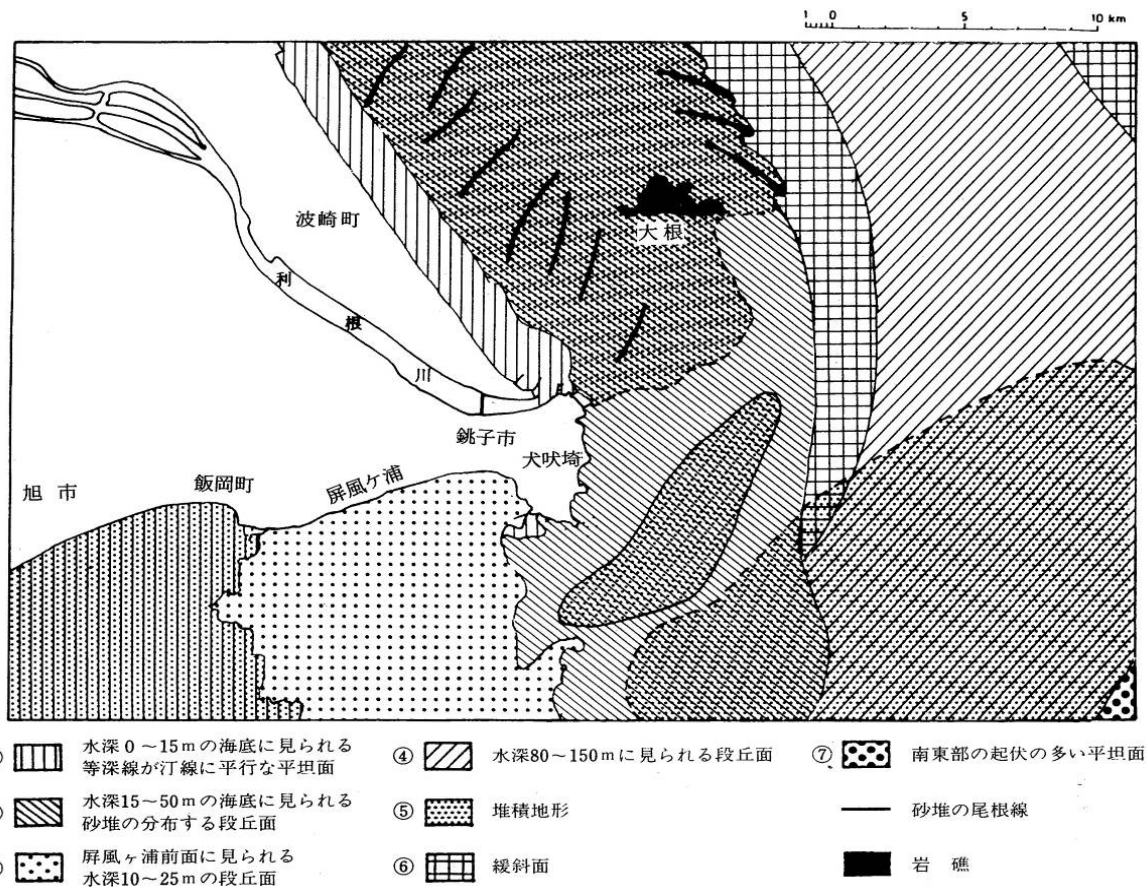 1 0 5 10 km
波崎町
大根
利
根
川
銚子市
犬吠埼
屏風ケ浦
飯岡町
旭市
水深0~15mの海底に見られる
等深線が汀線に平行な平坦面
水深15~50mの海底に見られる
砂堆の分布する段丘面
屏風ヶ浦前面に見られる
水深10~25mの段丘面
④ 水深80~150mに見られる段丘面
⑤ 堆積地形
⑥ 緩斜面
⑦ 南東部の起伏の多い平坦面
砂堆の尾根線
岩礁